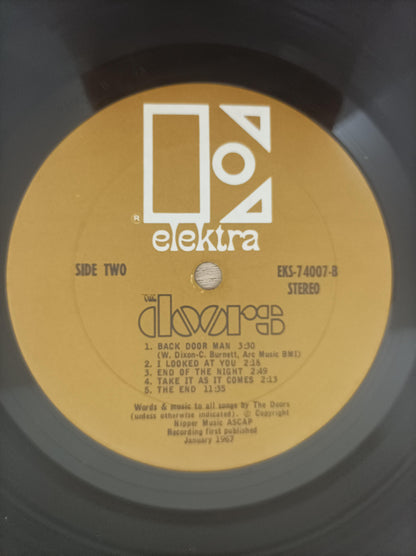 ®
elektra
SIDE TWO
EKS-74007-B
STEREO
THE
doors
1. BACK DOOR MAN 3:30
(W. Dixon-C. Burnett, Arc Music BMI)
2. I LOOKED AT YOU 2:18
3. END OF THE NIGHT 2:49
4. TAKE IT AS IT COMES 2:13
5. THE END 11:35
Words & music to all songs by The Doors
(unless otherwise indicated). © Copyright
Nipper Music ASCAP
Recording first published
January 1967